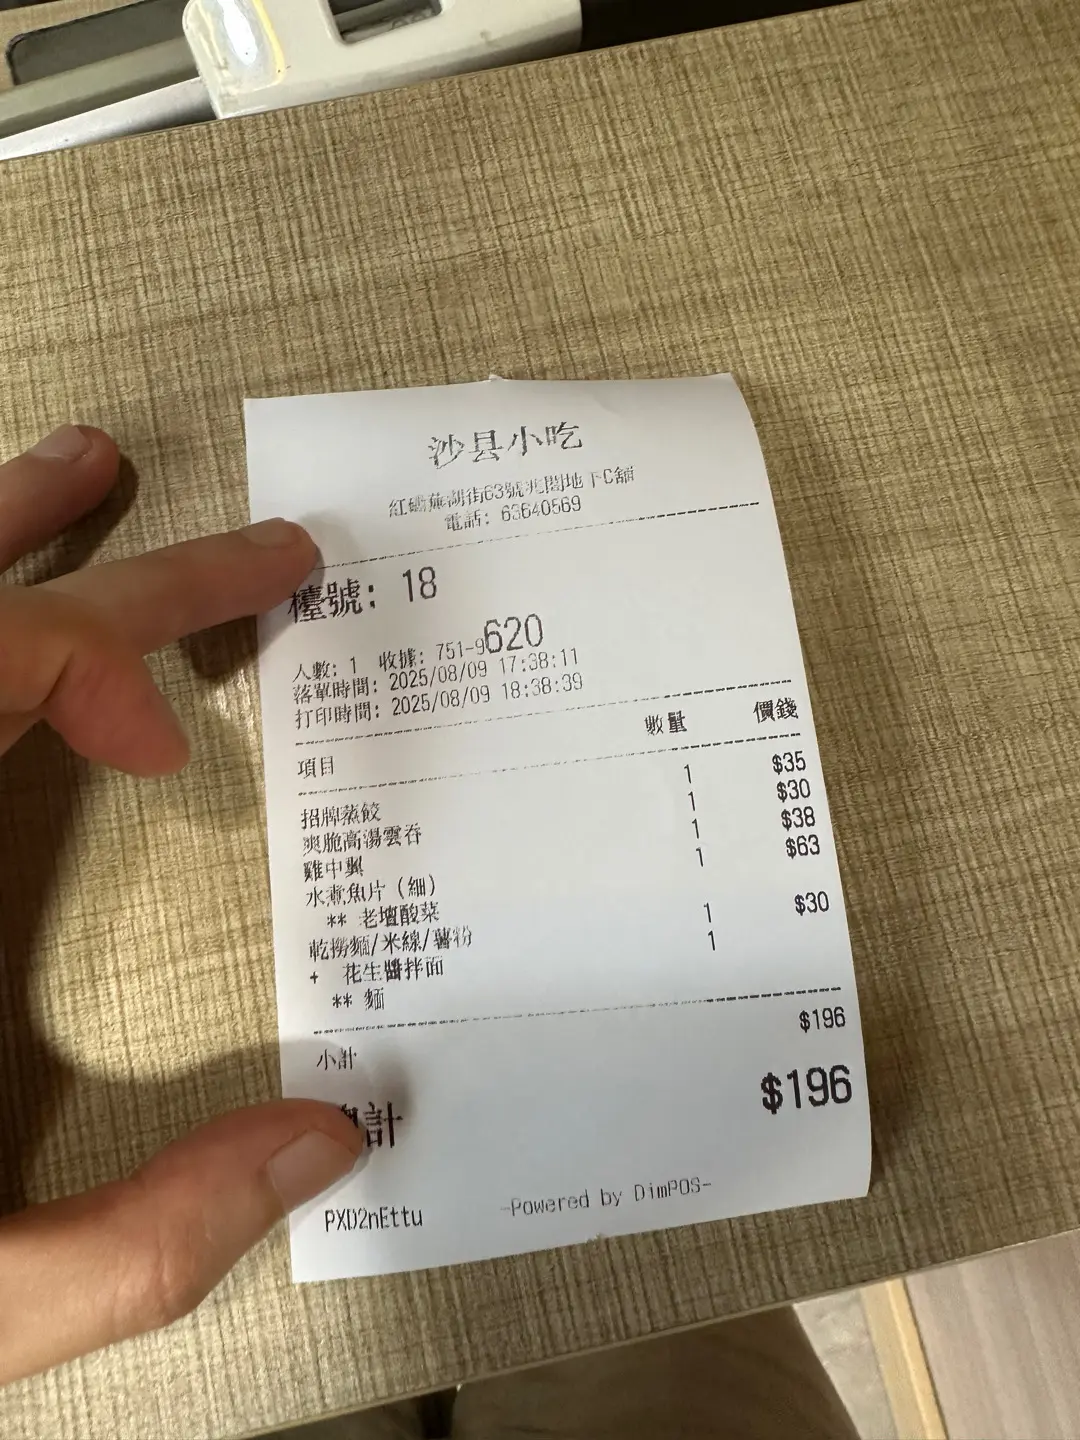 沙县小吃
紅磡蕪湖街63號兆閣地下C舖
電話: 63640569
檯號: 18
人數: 1 收據: 751-9620
落單時間: 2025/08/09 17:38:11
打印時間: 2025/08/09 18:38:39
項目 數量 價錢
招牌蒸餃 1 $35
爽脆高湯雲吞 1 $30
雞中翼 1 $38
水煮魚片 (細) 1 $63
** 老壇酸菜
乾撈麵/米線/薯粉 1 $30
+ 花生醬拌面 1
** 麵
小計 $196
計 $196
PXD2nEttu -Powered by DimPOS-